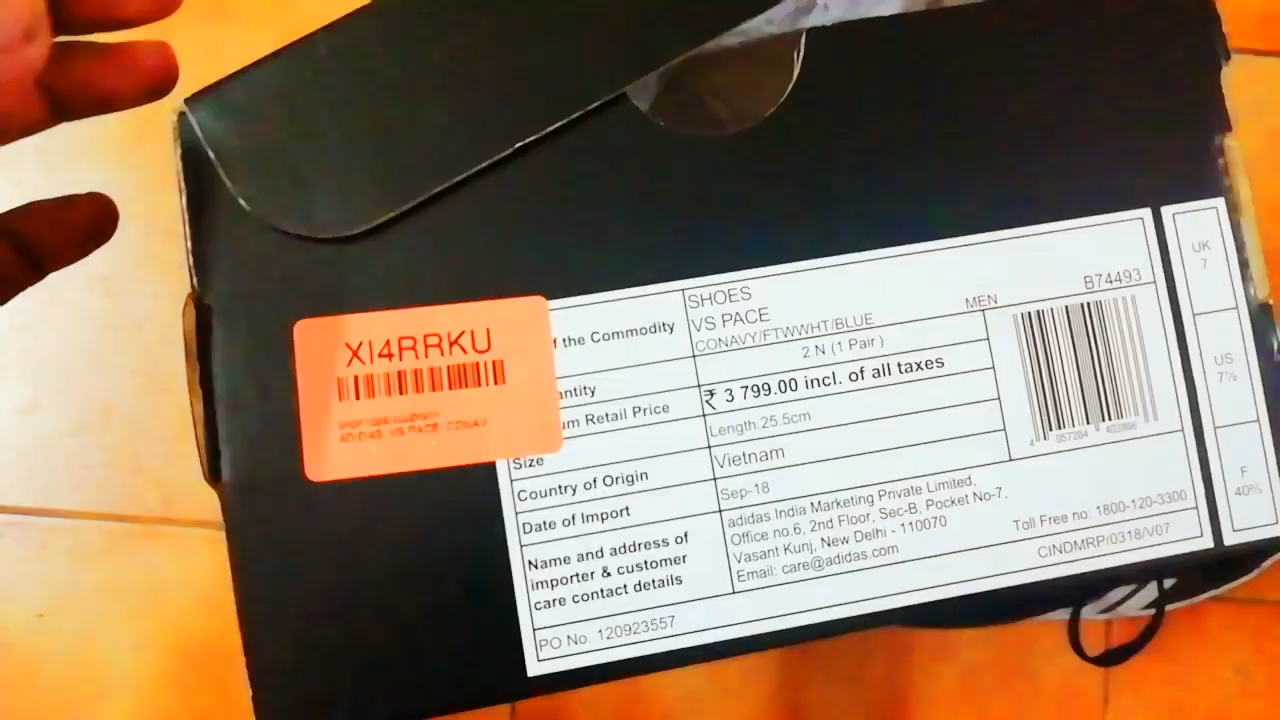 XI4RRKU
ADIDAS VS PACE CONAV
f the Commodity
SHOES
VS PACE
CONAVY/FTWWHT/BLUE
MEN
B74493
antity
2 N (1 Pair )
um Retail Price
₹ 3 799.00 incl. of all taxes
Size
Length:25.5cm
Country of Origin
Vietnam
Date of Import
Sep-18
Name and address of
importer & customer
care contact details
adidas India Marketing Private Limited,
Office no.6, 2nd Floor, Sec-B, Pocket No-7,
Vasant Kunj, New Delhi - 110070
Email: care@adidas.com
Toll Free no: 1800-120-3300
CINDMRP/0318/V07
PO No. 120923557
4 057284 402866
UK
7
US
7½
F
40⅔